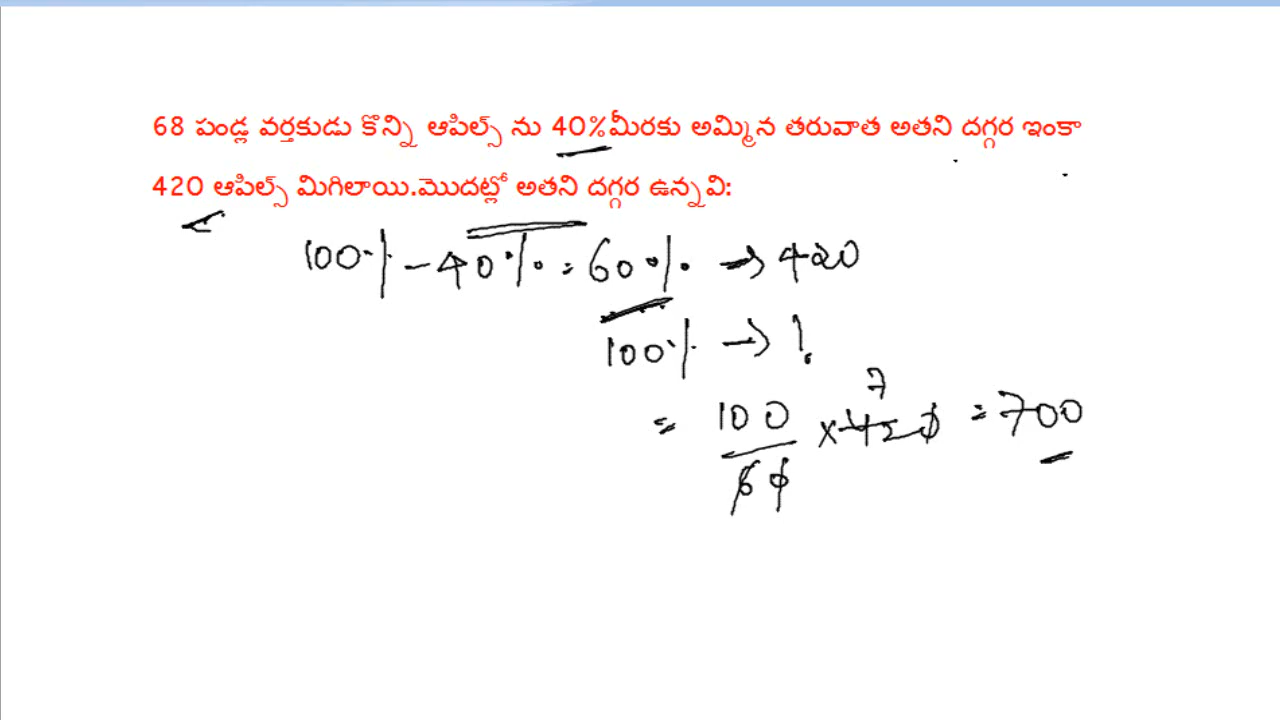 68 పండ్ల వర్తకుడు కొన్ని ఆపిల్స్ ను 40%మీరకు అమ్మిన తరువాత అతని దగ్గర ఇంకా
420 ఆపిల్స్ మిగిలాయి.మొదట్లో అతని దగ్గర ఉన్నవి:
100% - 40% = 60% → 420
100% → ?
7
= 100/60 x 420 = 700